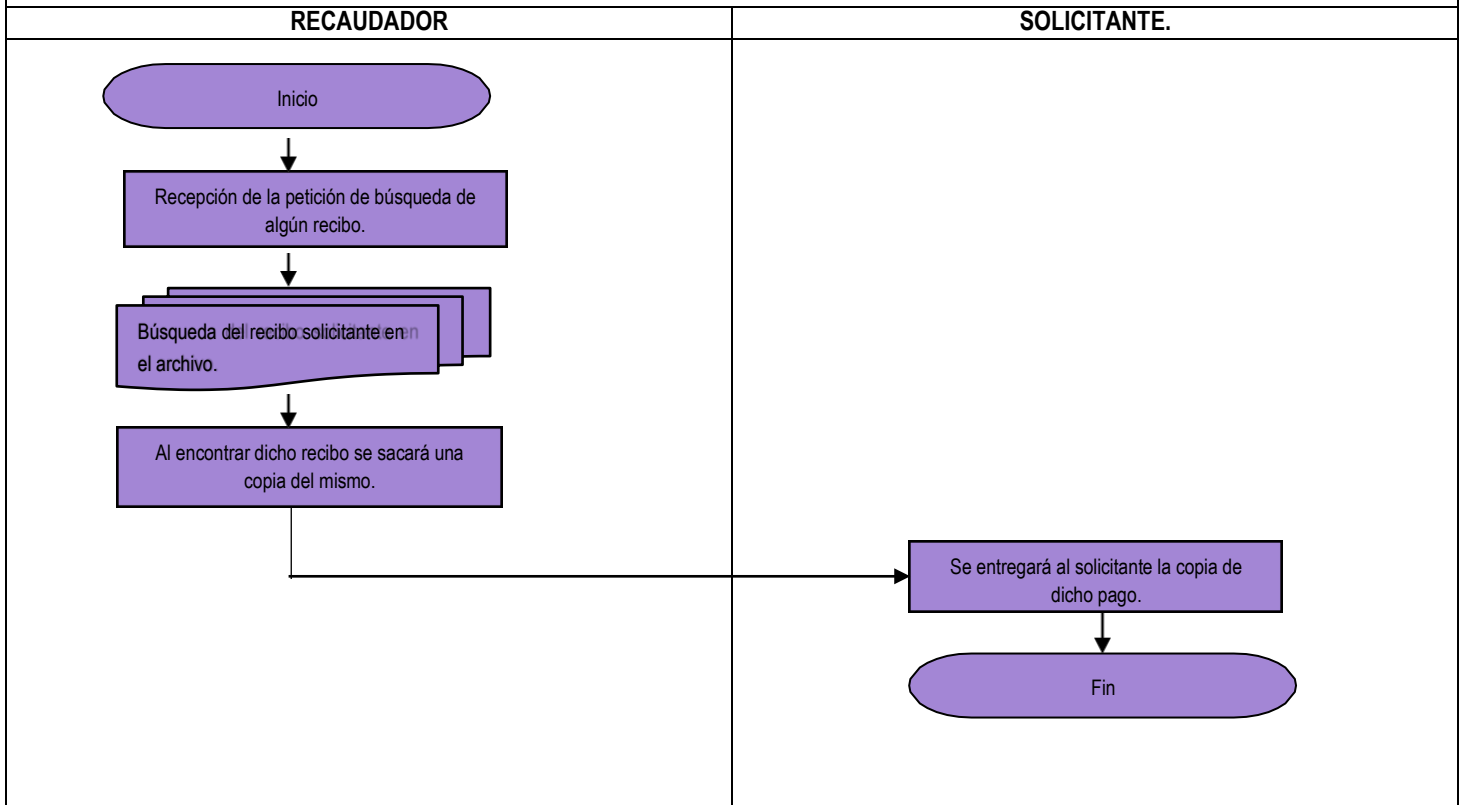 RECAUDADOR
SOLICITANTE.
Inicio
Recepción de la petición de búsqueda de
algún recibo.
Búsqueda del recibo solicitante en
el archivo.
Al encontrar dicho recibo se sacará una
copia del mismo.
Se entregará al solicitante la copia de
dicho pago.
Fin